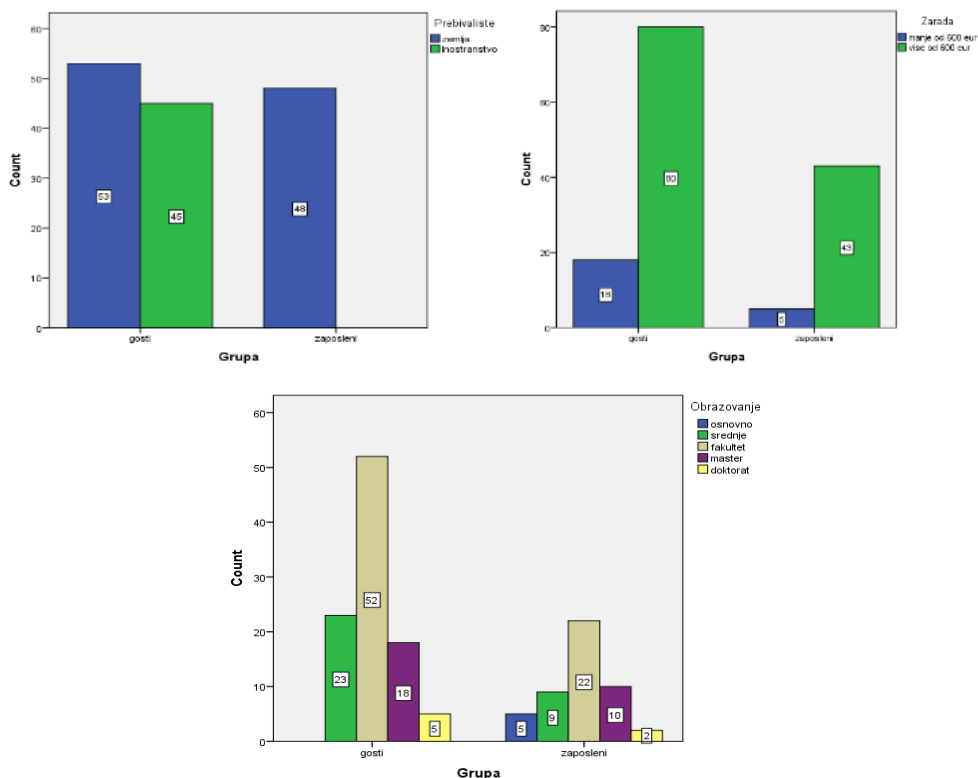 Prebivaliste
zemlja
inostranstvo
60
50
40
30
20
10
0
Count
53
45
48
gosti
zaposleni
Grupa
Zarada
manje od 600 eur
vise od 600 eur
80
60
40
20
0
Count
18
80
5
43
gosti
zaposleni
Grupa
Obrazovanje
osnovno
srednje
fakultet
master
doktorat
60
50
40
30
20
10
0
Count
23
52
18
5
5
9
22
10
2
gosti
zaposleni
Grupa